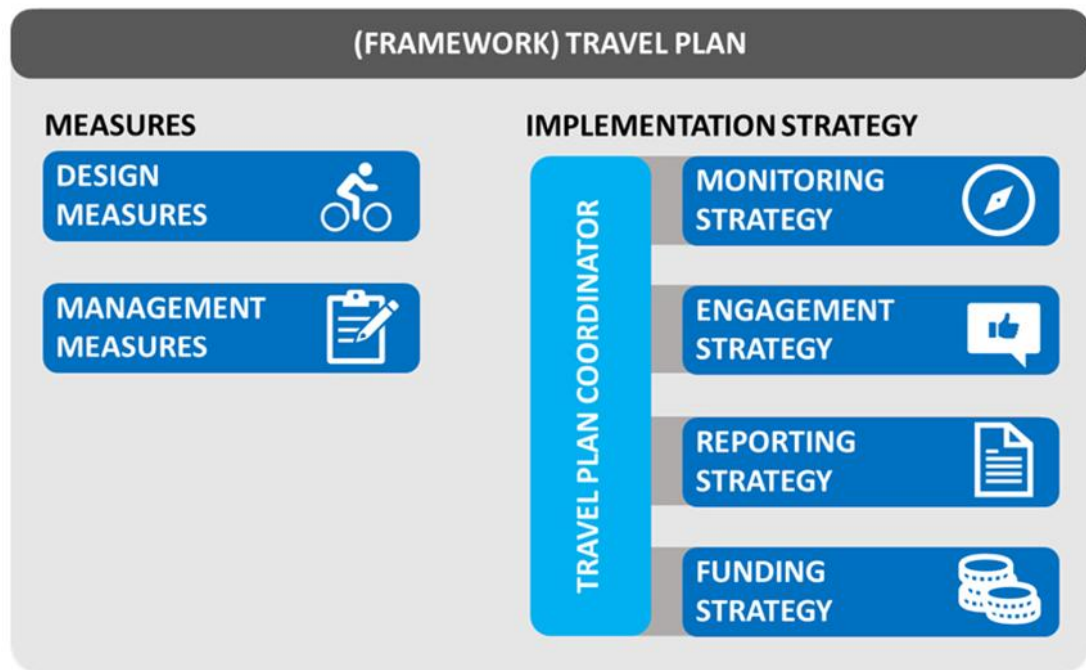 (FRAMEWORK) TRAVEL PLAN
MEASURES
DESIGN
MEASURES
MANAGEMENT
MEASURES
IMPLEMENTATION STRATEGY
TRAVEL PLAN COORDINATOR
MONITORING
STRATEGY
ENGAGEMENT
STRATEGY
REPORTING
STRATEGY
FUNDING
STRATEGY